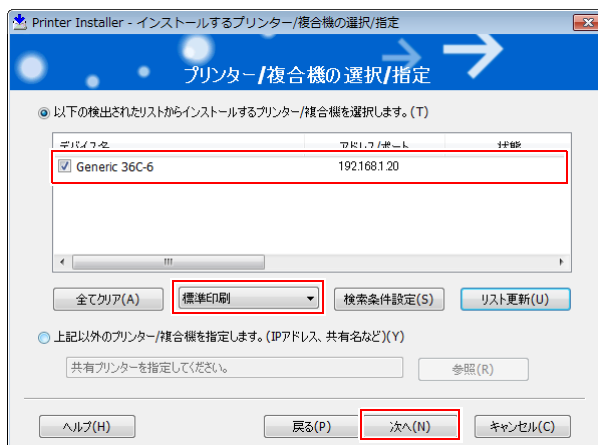 Printer Installer - インストールするプリンター/複合機の選択/指定
プリンター/複合機の選択/指定
以下の検出されたリストからインストールするプリンター/複合機を選択します。(T)
デバイス名 アドレス/ポート 状態
Generic 36C-6 192.168.1.20
全てクリア(A) 標準印刷 検索条件設定(S) リスト更新(U)
上記以外のプリンター/複合機を指定します。(IPアドレス、共有名など)(Y)
共有プリンターを指定してください。 参照(R)
ヘルプ(H) 戻る(P) 次へ(N) キャンセル(C)